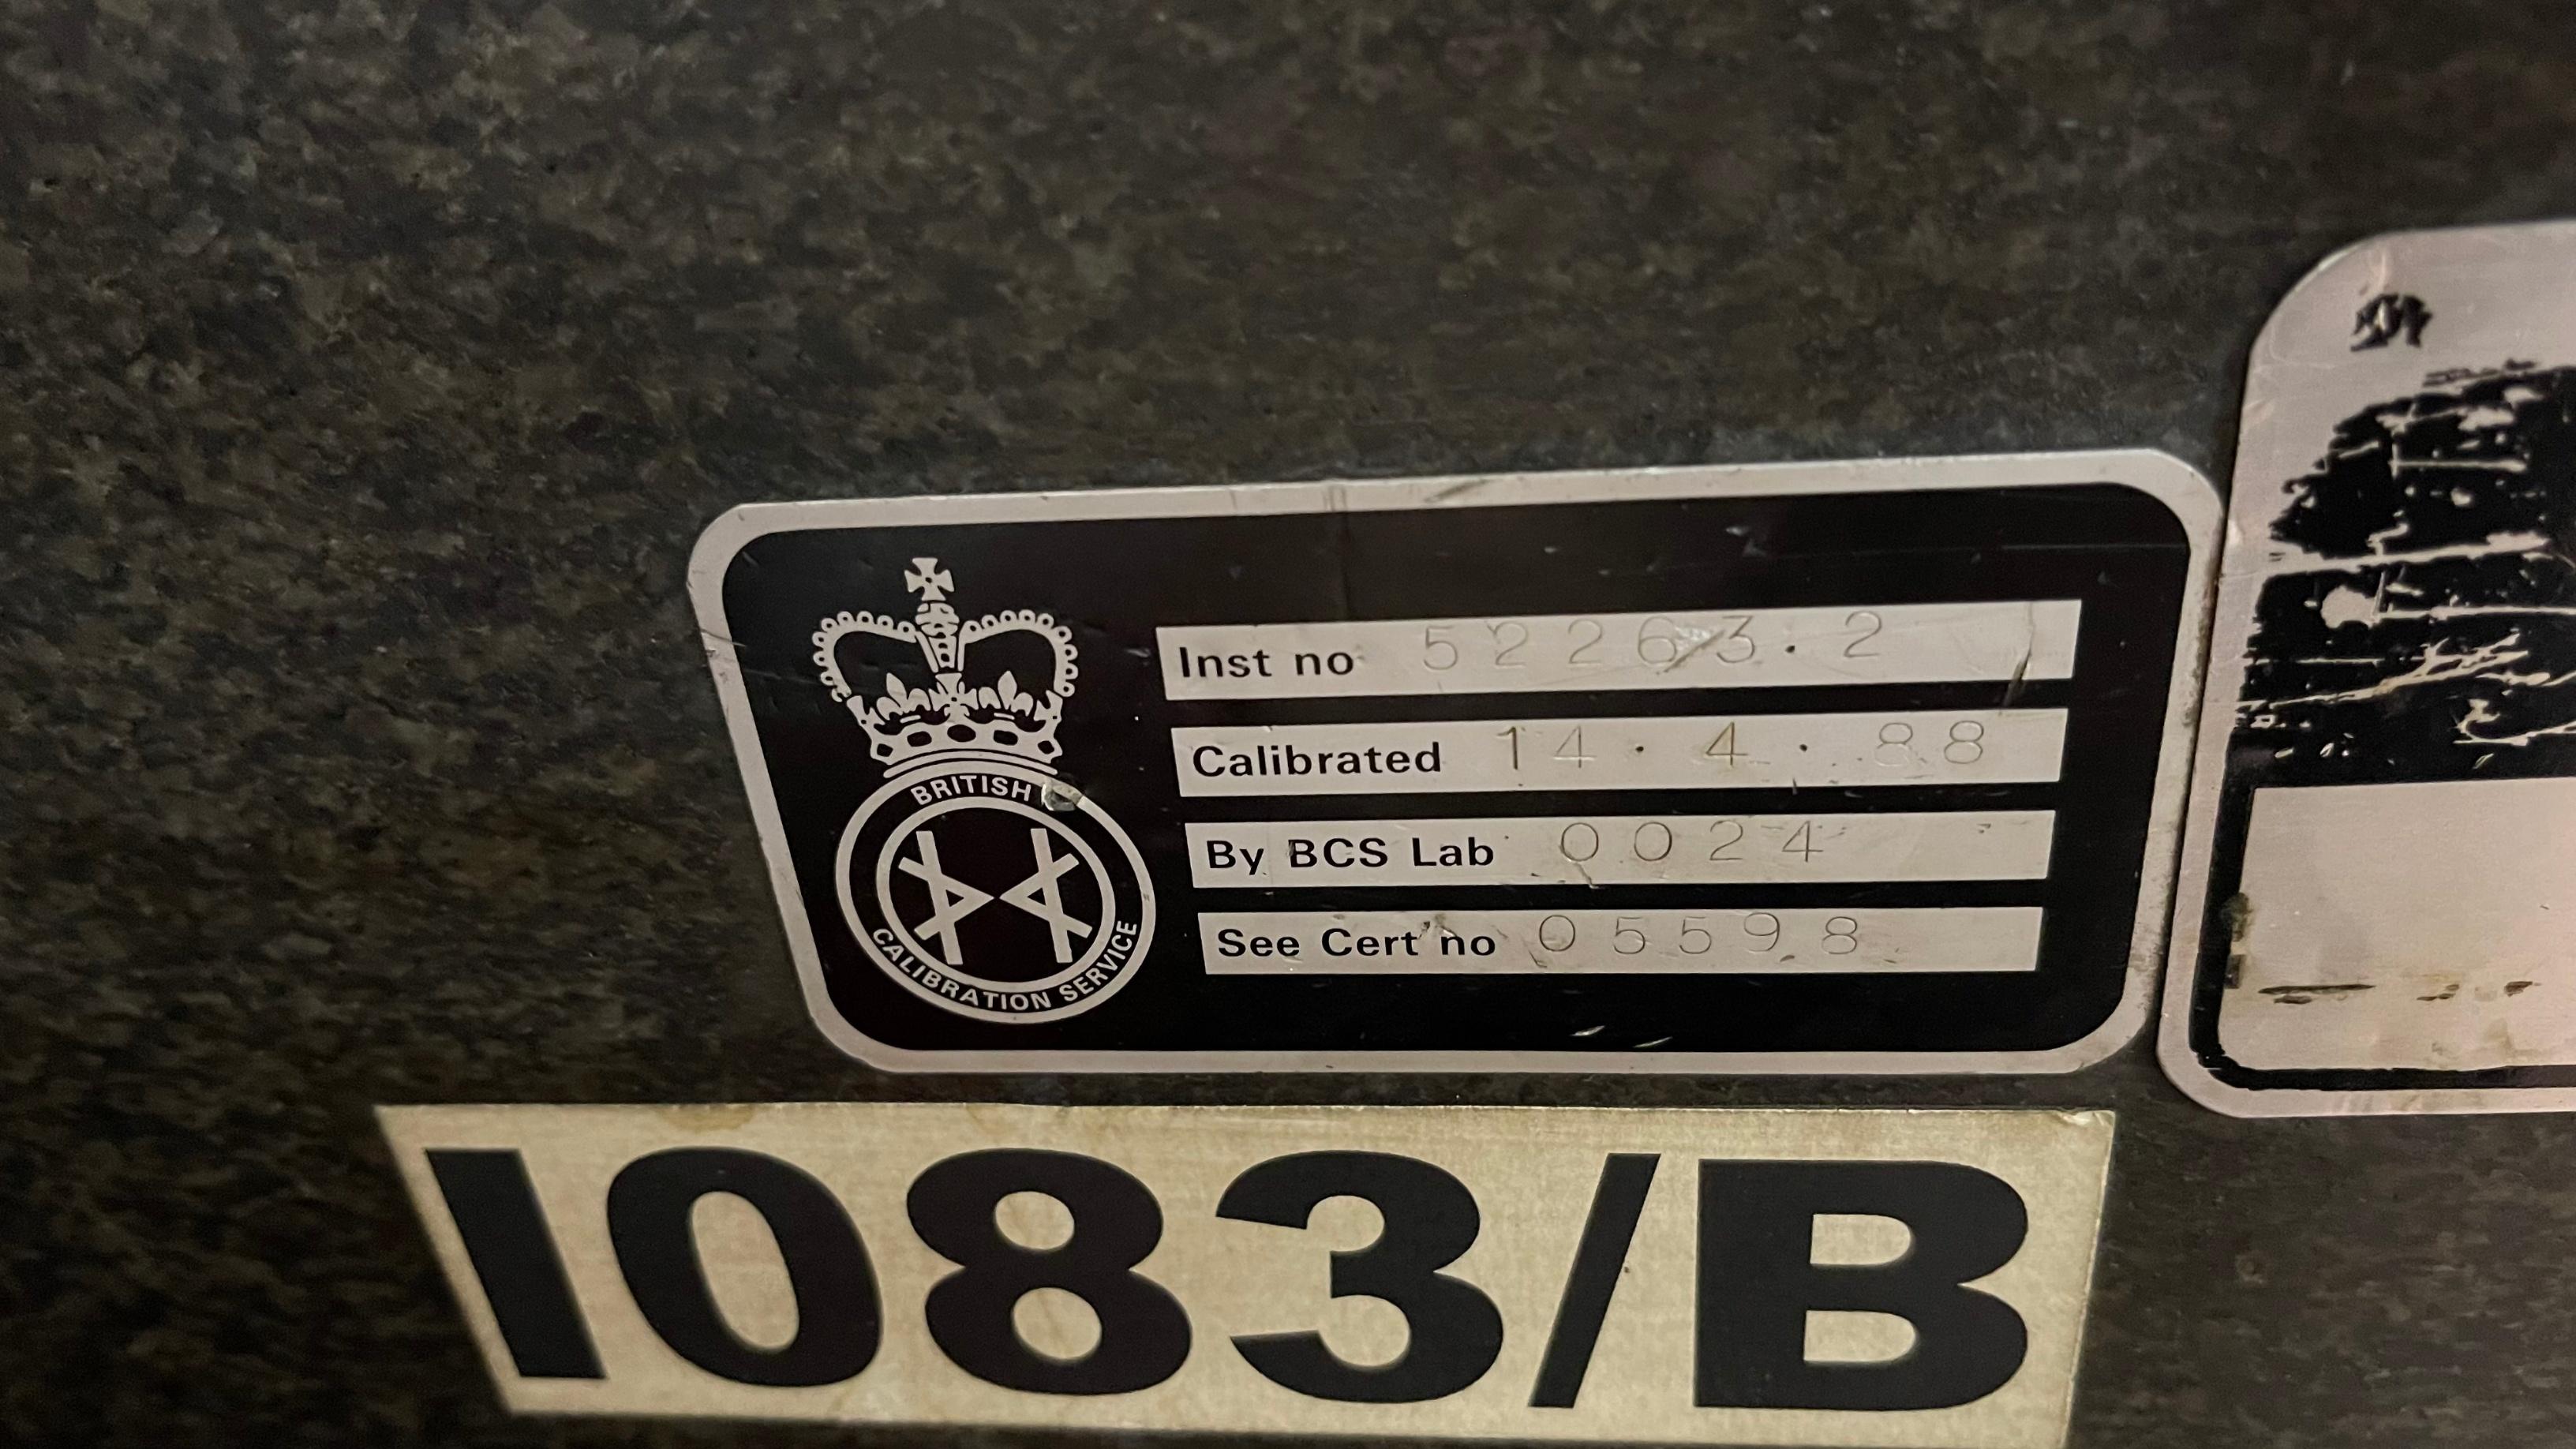 BRITISH
CALIBRATION SERVICE
Inst no 52263.2
Calibrated 14.4.88
By BCS Lab 0024
See Cert no 05598
1083/B